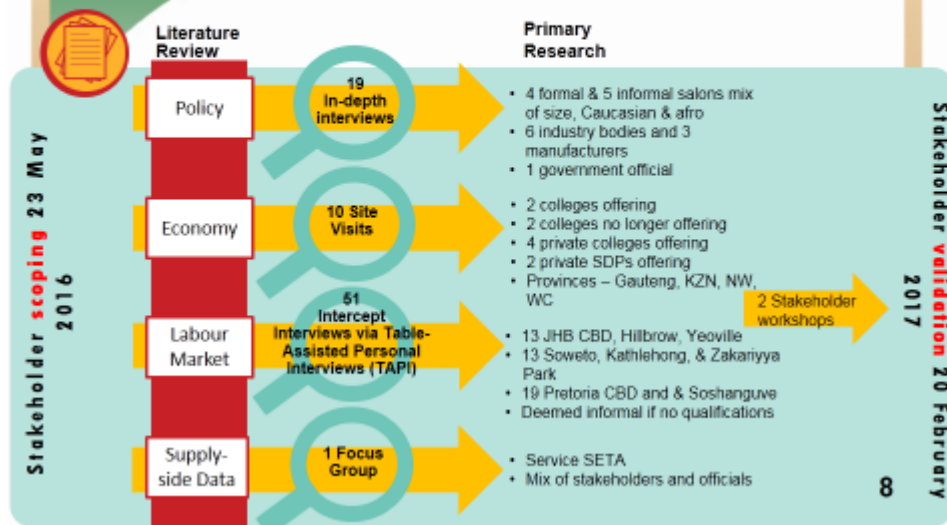 Literature
Review
Primary
Research
Stakeholder scoping 23 May
2016
Policy
19
In-depth
interviews
• 4 formal & 5 informal salons mix
of size, Caucasian & afro
• 6 industry bodies and 3
manufacturers
• 1 government official
Economy
10 Site
Visits
• 2 colleges offering
• 2 colleges no longer offering
• 4 private colleges offering
• 2 private SDPs offering
• Provinces – Gauteng, KZN, NW,
WC
Labour
Market
51
Intercept
Interviews via Table-
Assisted Personal
Interviews (TAPI)
• 13 JHB CBD, Hillbrow, Yeoville
• 13 Soweto, Kathlehong, & Zakariyya
Park
• 19 Pretoria CBD and & Soshanguve
• Deemed informal if no qualifications
Supply-
side Data
1 Focus
Group
• Service SETA
• Mix of stakeholders and officials
2 Stakeholder
workshops
Stakeholder validation 20 February
2017
8